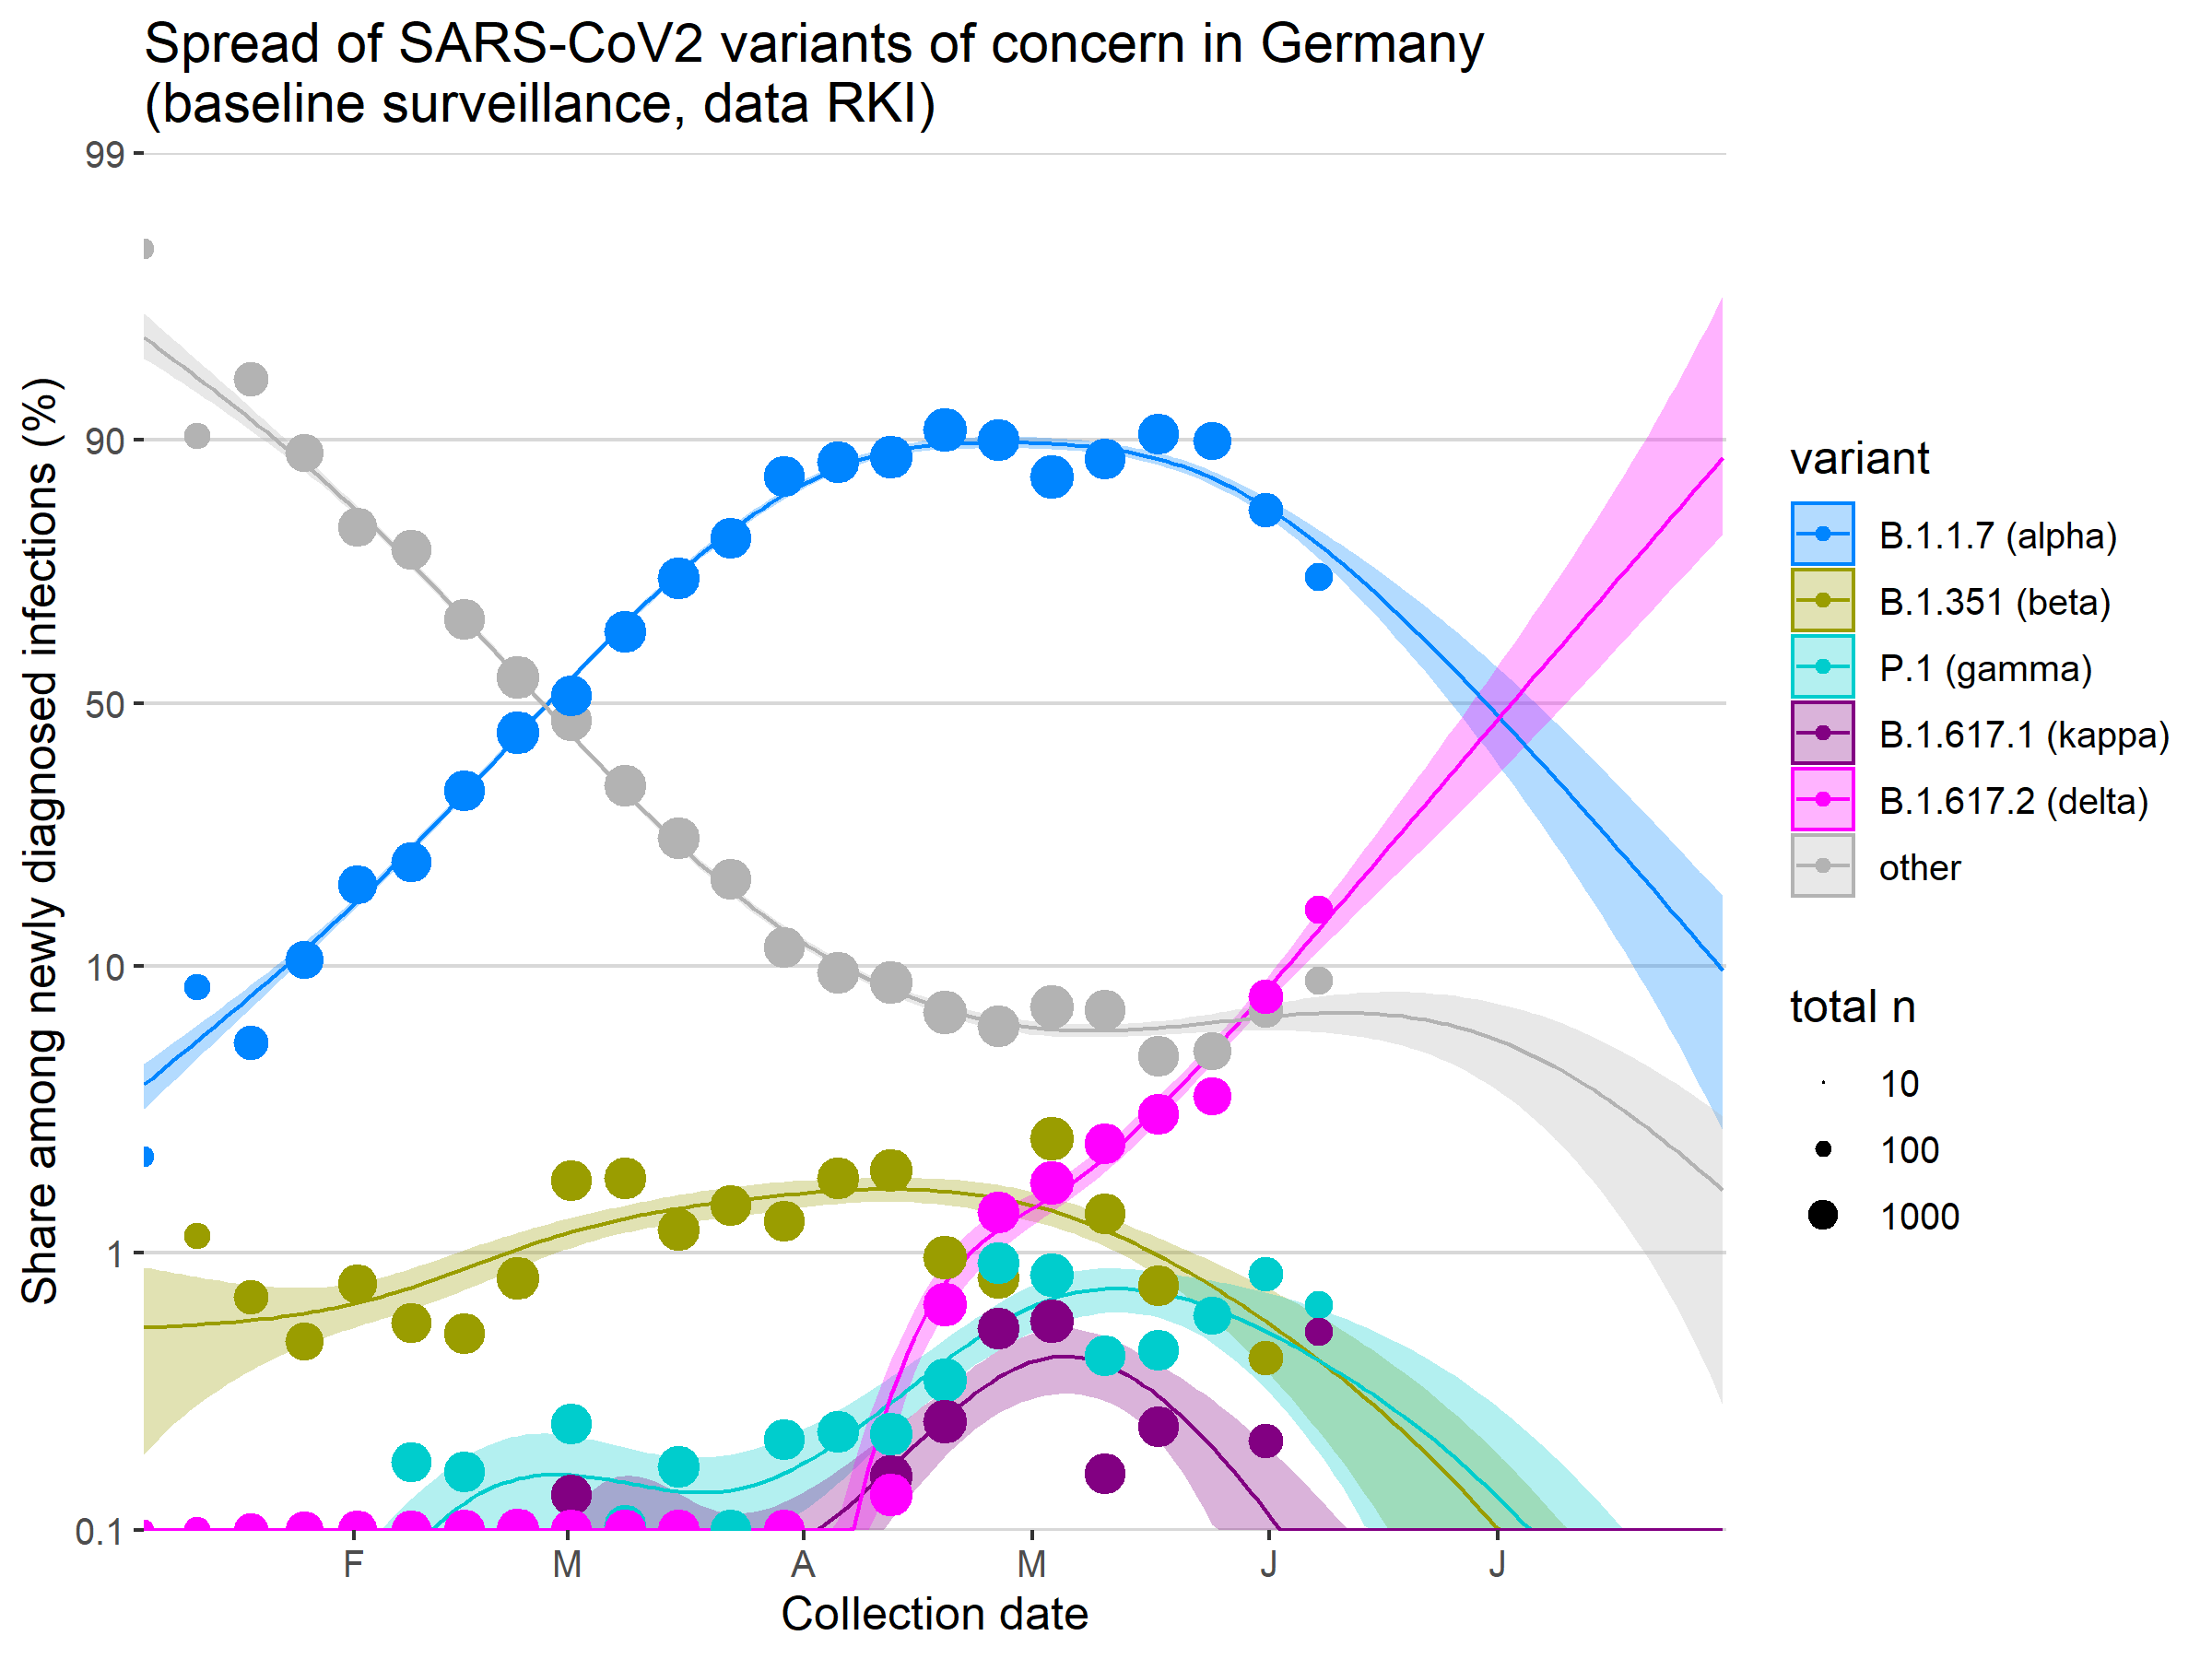 Spread of SARS-CoV2 variants of concern in Germany
(baseline surveillance, data RKI)
Share among newly diagnosed infections (%)
99
90
50
10
1
0.1
F M A M J J
Collection date
variant
B.1.1.7 (alpha)
B.1.351 (beta)
P.1 (gamma)
B.1.617.1 (kappa)
B.1.617.2 (delta)
other
total n
10
100
1000